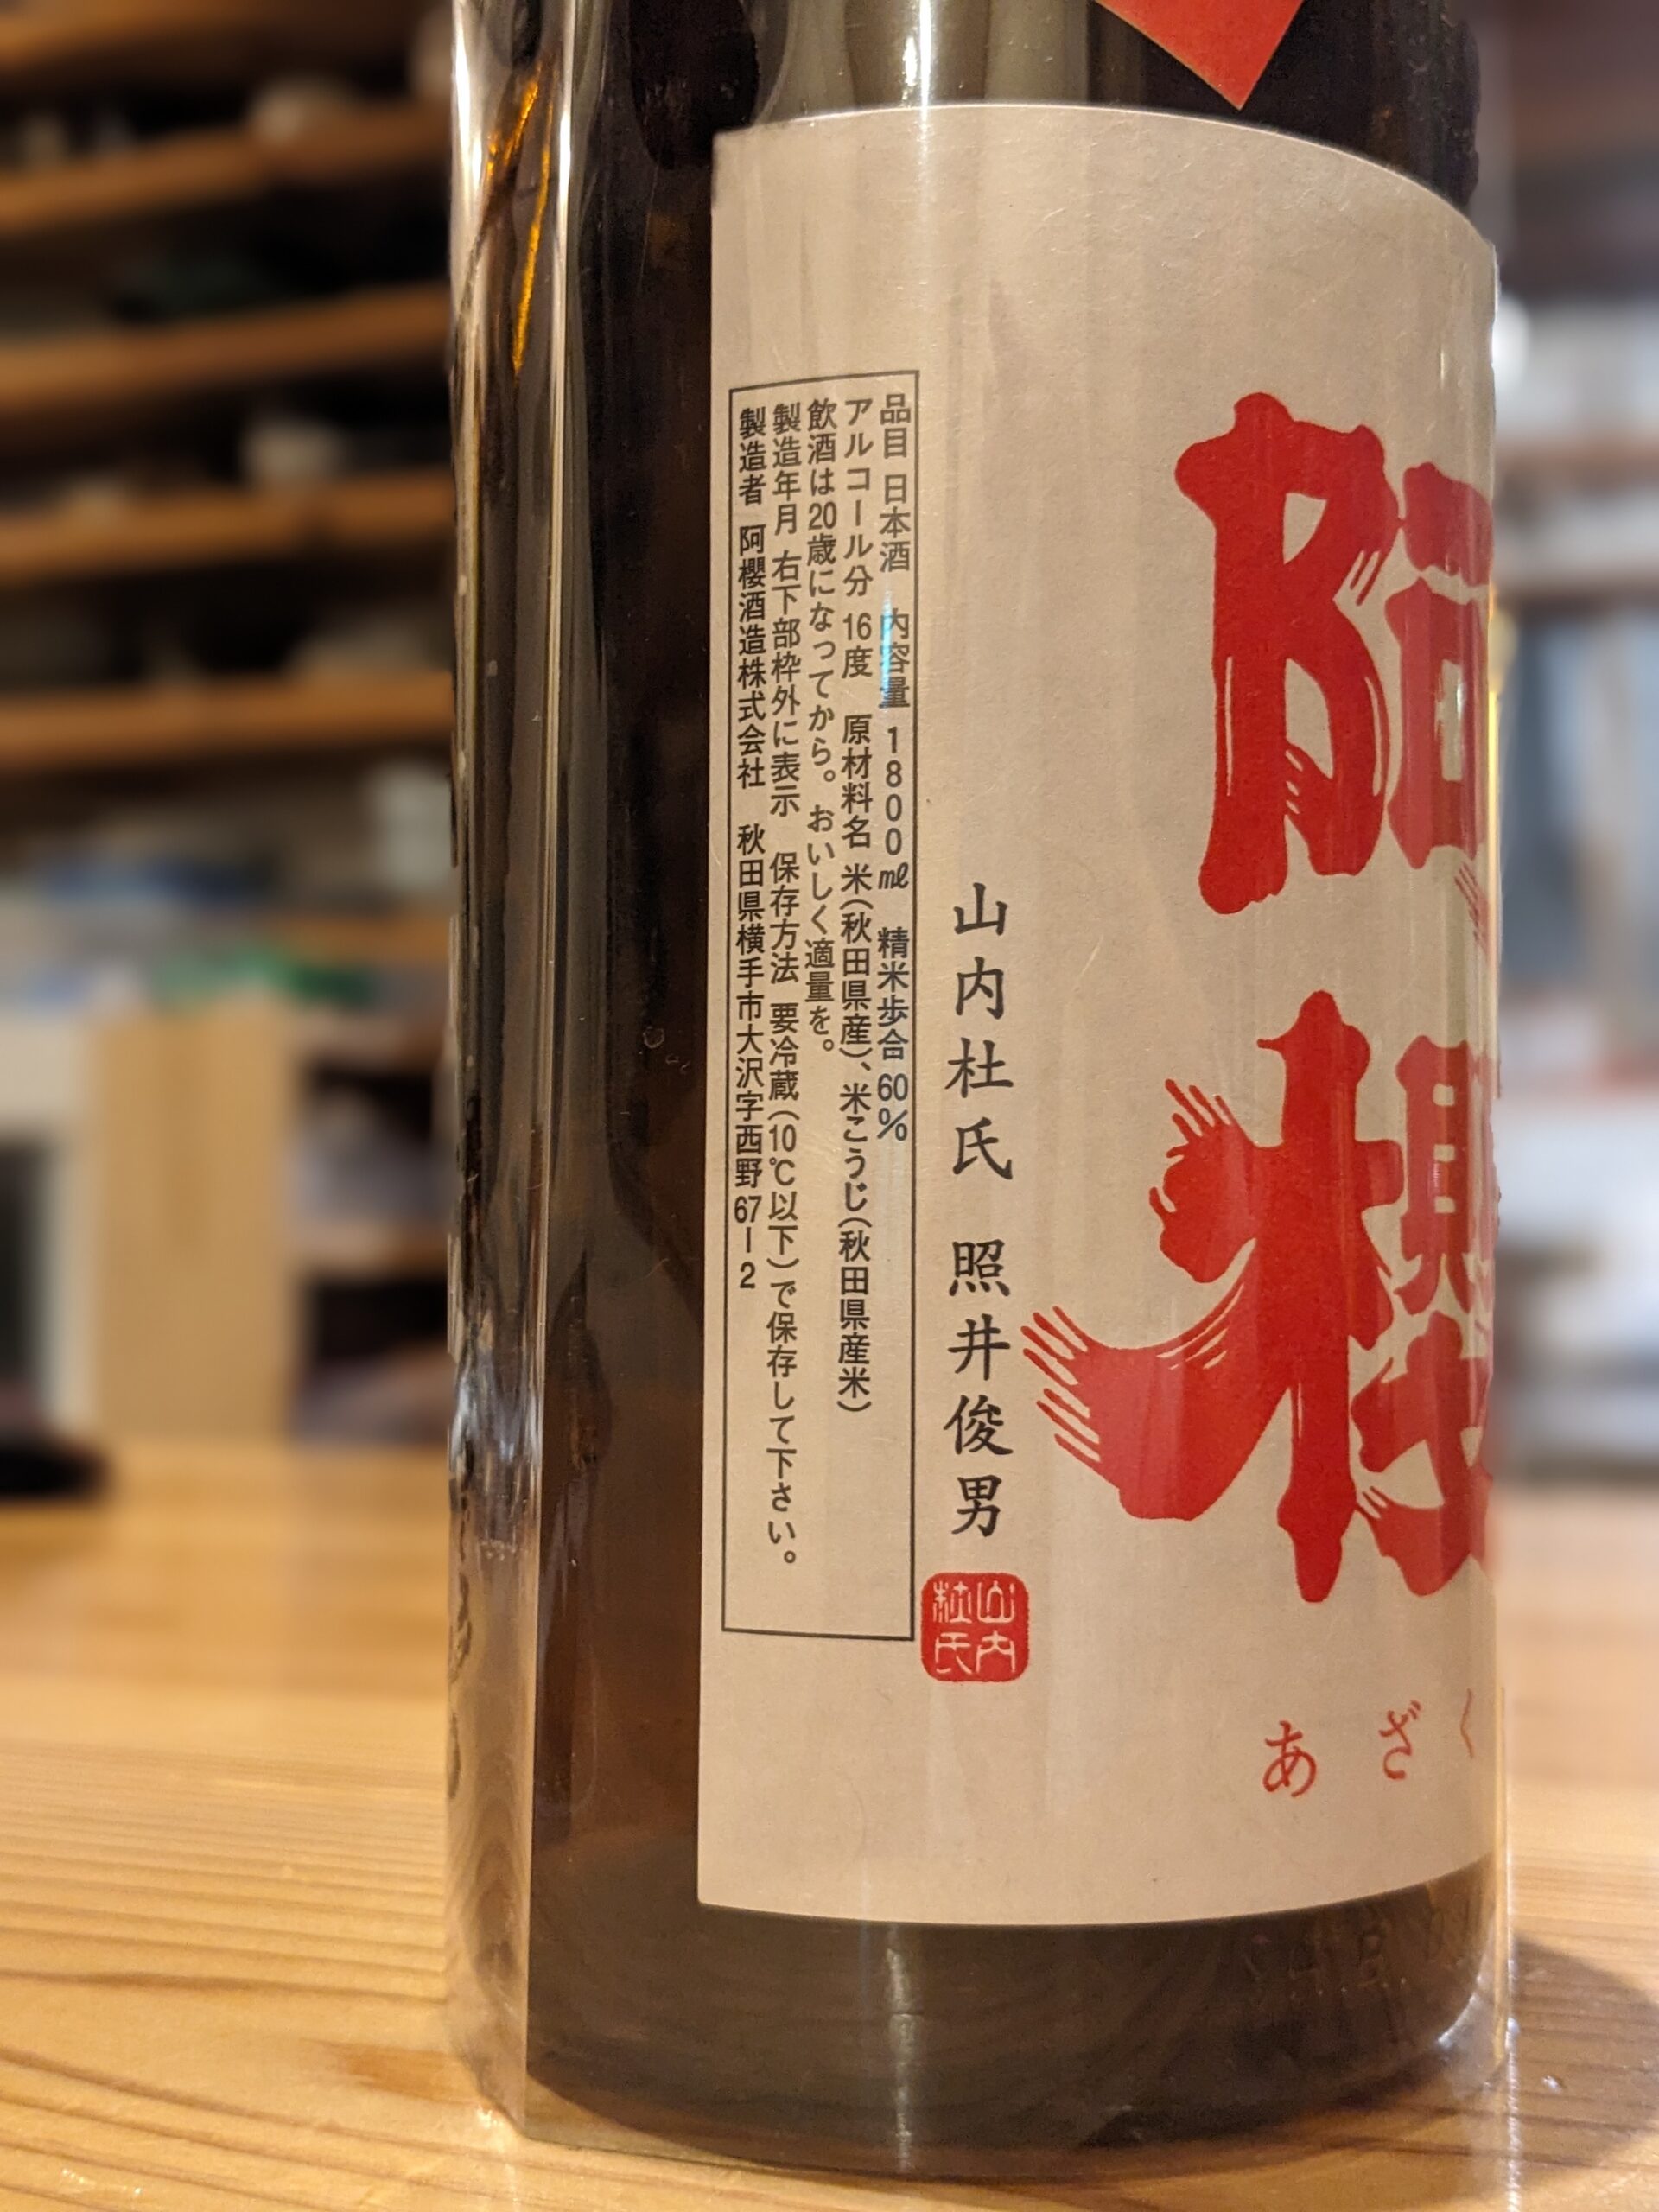 阿櫻
あざく
山内杜氏 照井俊男
山内杜氏
品目 日本酒 内容量 1800㎖ 精米歩合 60%
アルコール分 16度 原材料名 米(秋田県産)、米こうじ(秋田県産米)
飲酒は20歳になってから。おいしく適量を。
製造年月 右下部枠外に表示 保存方法 要冷蔵(10℃以下)で保存して下さい。
製造者 阿櫻酒造株式会社 秋田県横手市大沢字西野67-2